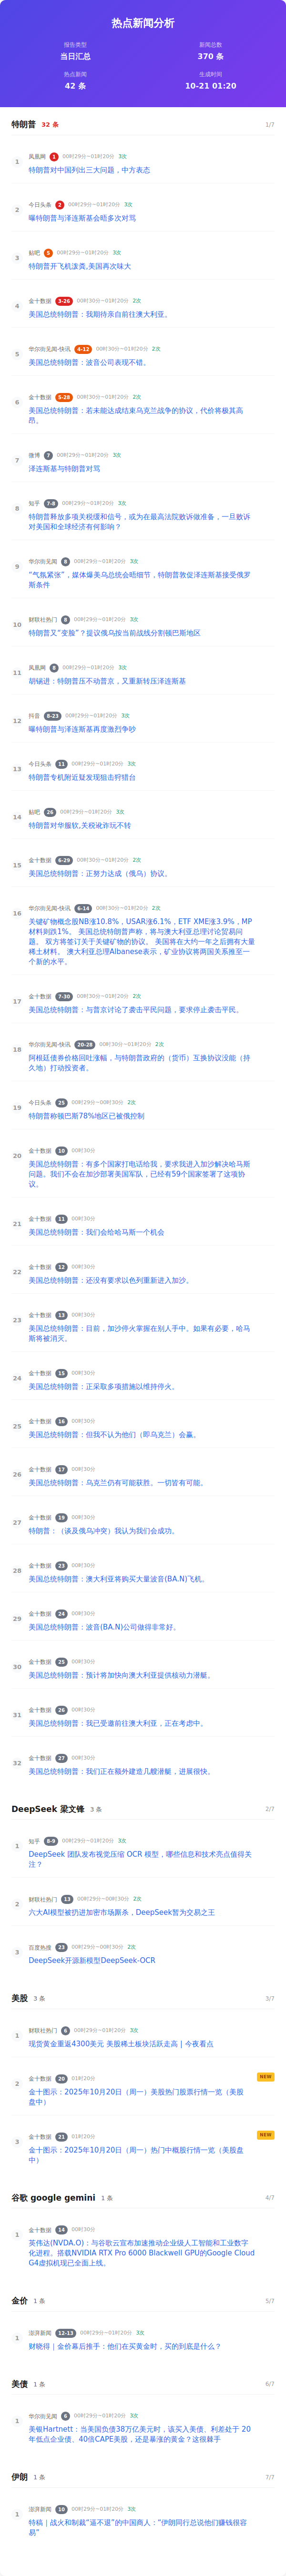 热点新闻分析
报告类型
当日汇总
新闻总数
370 条
热点新闻
42 条
生成时间
10-21 01:20
特朗普 32 条 1/7
1 凤凰网 1 00时29分~01时20分 3次
特朗普对中国列出三大问题，中方表态
2 今日头条 2 00时29分~01时20分 3次
曝特朗普与泽连斯基会晤多次对骂
3 贴吧 5 00时29分~01时20分 3次
特朗普开飞机泼粪,美国再次味大
4 金十数据 3-26 00时30分~01时20分 2次
美国总统特朗普：我期待亲自前往澳大利亚。
5 华尔街见闻-快讯 4-12 00时30分~01时20分 2次
美国总统特朗普：波音公司表现不错。
6 金十数据 5-28 00时30分~01时20分 2次
美国总统特朗普：若未能达成结束乌克兰战争的协议，代价将极其高
昂。
7 微博 7 00时29分~01时20分 3次
泽连斯基与特朗普对骂
8 知乎 7-8 00时29分~01时20分 3次
特朗普释放多项关税缓和信号，或为在最高法院败诉做准备，一旦败诉
对美国和全球经济有何影响？
9 华尔街见闻 8 00时29分~01时20分 3次
“气氛紧张”，媒体爆美乌总统会晤细节，特朗普敦促泽连斯基接受俄罗
斯条件
10 财联社热门 8 00时29分~01时20分 3次
特朗普又“变脸”？提议俄乌按当前战线分割顿巴斯地区
11 凤凰网 8 00时29分~01时20分 3次
胡锡进：特朗普压不动普京，又重新转压泽连斯基
12 抖音 8-23 00时29分~01时20分 3次
曝特朗普与泽连斯基再度激烈争吵
13 今日头条 11 00时29分~01时20分 3次
特朗普专机附近疑发现狙击狩猎台
14 贴吧 26 00时29分~01时20分 3次
特朗普对华服软,关税讹诈玩不转
15 金十数据 6-29 00时30分~01时20分 2次
美国总统特朗普：正努力达成（俄乌）协议。
16 华尔街见闻-快讯 6-14 00时30分~01时20分 2次
关键矿物概念股NB涨10.8%，USAR涨6.1%，ETF XME涨3.9%，MP
材料则跌1%。 美国总统特朗普声称，将与澳大利亚总理讨论贸易问
题。 双方将签订关于关键矿物的协议。 美国将在大约一年之后拥有大量
稀土材料。 澳大利亚总理Albanese表示，矿业协议将两国关系推至一
个新的水平。
17 金十数据 7-30 00时30分~01时20分 2次
美国总统特朗普：与普京讨论了袭击平民问题，要求停止袭击平民。
18 华尔街见闻-快讯 20-28 00时30分~01时20分 2次
阿根廷债券价格回吐涨幅，与特朗普政府的（货币）互换协议没能（持
久地）打动投资者。
19 今日头条 25 00时29分~00时30分 2次
特朗普称顿巴斯78%地区已被俄控制
20 金十数据 10 00时30分
美国总统特朗普：有多个国家打电话给我，要求我进入加沙解决哈马斯
问题。我们不会在加沙部署美国军队，已经有59个国家签署了这项协
议。
21 金十数据 11 00时30分
美国总统特朗普：我们会给哈马斯一个机会
22 金十数据 12 00时30分
美国总统特朗普：还没有要求以色列重新进入加沙。
23 金十数据 13 00时30分
美国总统特朗普：目前，加沙停火掌握在别人手中。如果有必要，哈马
斯将被消灭。
24 金十数据 15 00时30分
美国总统特朗普：正采取多项措施以维持停火。
25 金十数据 16 00时30分
美国总统特朗普：但我不认为他们（即乌克兰）会赢。
26 金十数据 17 00时30分
美国总统特朗普：乌克兰仍有可能获胜。一切皆有可能。
27 金十数据 19 00时30分
特朗普：（谈及俄乌冲突）我认为我们会成功。
28 金十数据 23 00时30分
美国总统特朗普：澳大利亚将购买大量波音(BA.N)飞机。
29 金十数据 24 00时30分
美国总统特朗普：波音(BA.N)公司做得非常好。
30 金十数据 25 00时30分
美国总统特朗普：预计将加快向澳大利亚提供核动力潜艇。
31 金十数据 26 00时30分
美国总统特朗普：我已受邀前往澳大利亚，正在考虑中。
32 金十数据 27 00时30分
美国总统特朗普：我们正在额外建造几艘潜艇，进展很快。
DeepSeek 梁文锋 3 条 2/7
1 知乎 8-9 00时29分~01时20分 3次
DeepSeek 团队发布视觉压缩 OCR 模型，哪些信息和技术亮点值得关
注？
2 财联社热门 13 00时29分~00时30分 2次
六大AI模型被扔进加密市场厮杀，DeepSeek暂为交易之王
3 百度热搜 23 00时29分~00时30分 2次
DeepSeek开源新模型DeepSeek-OCR
美股 3 条 3/7
1 财联社热门 6 00时29分~01时20分 3次
现货黄金重返4300美元 美股稀土板块活跃走高 | 今夜看点
2 金十数据 20 01时20分 NEW
金十图示：2025年10月20日（周一）美股热门股票行情一览（美股
盘中）
3 金十数据 21 01时20分 NEW
金十图示：2025年10月20日（周一）热门中概股行情一览（美股盘
中）
谷歌 google gemini 1 条 4/7
1 金十数据 14 00时30分
英伟达(NVDA.O)：与谷歌云宣布加速推动企业级人工智能和工业数字
化进程。搭载NVIDIA RTX Pro 6000 Blackwell GPU的Google Cloud
G4虚拟机现已全面上线。
金价 1 条 5/7
1 澎湃新闻 12-13 00时29分~01时20分 3次
财晓得｜金价幕后推手：他们在买黄金时，买的到底是什么？
美债 1 条 6/7
1 华尔街见闻 6 00时29分~01时20分 3次
美银Hartnett：当美国负债38万亿美元时，该买入美债、利差处于 20
年低点企业债、40倍CAPE美股，还是暴涨的黄金？这很棘手
伊朗 1 条 7/7
1 澎湃新闻 10 00时29分~01时20分 3次
特稿｜战火和制裁“逼不退”的中国商人：“伊朗同行总说他们赚钱很容
易”